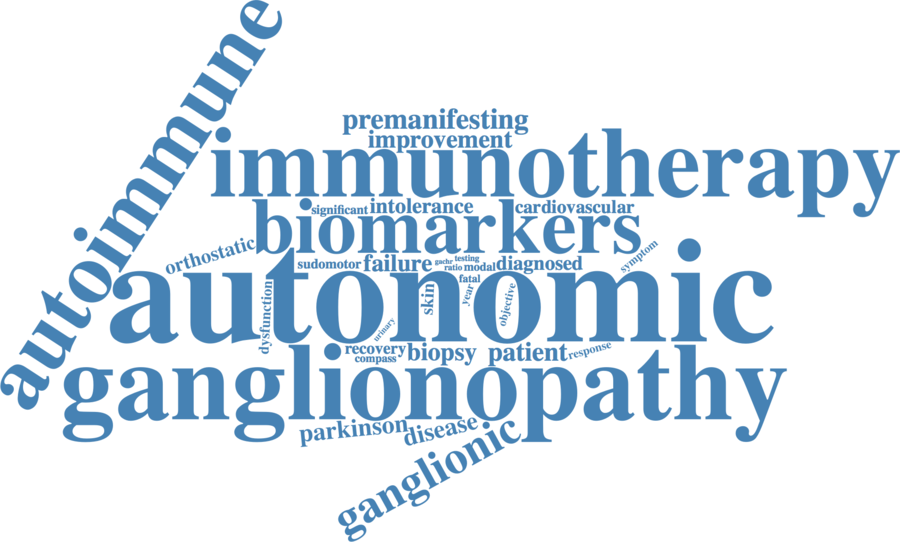 autoimmune
premanifesting
improvement
immunotherapy
significant
intolerance
cardiovascular
biomarkers
orthostatic
sudomotor
failure
gachr
testing
ratio
modal
diagnosed
symptom
fatal
autonomic
dysfunction
skin
year
objective
urinary
recovery
compass
biopsy
patient
response
ganglionopathy
parkinson
disease
ganglionic